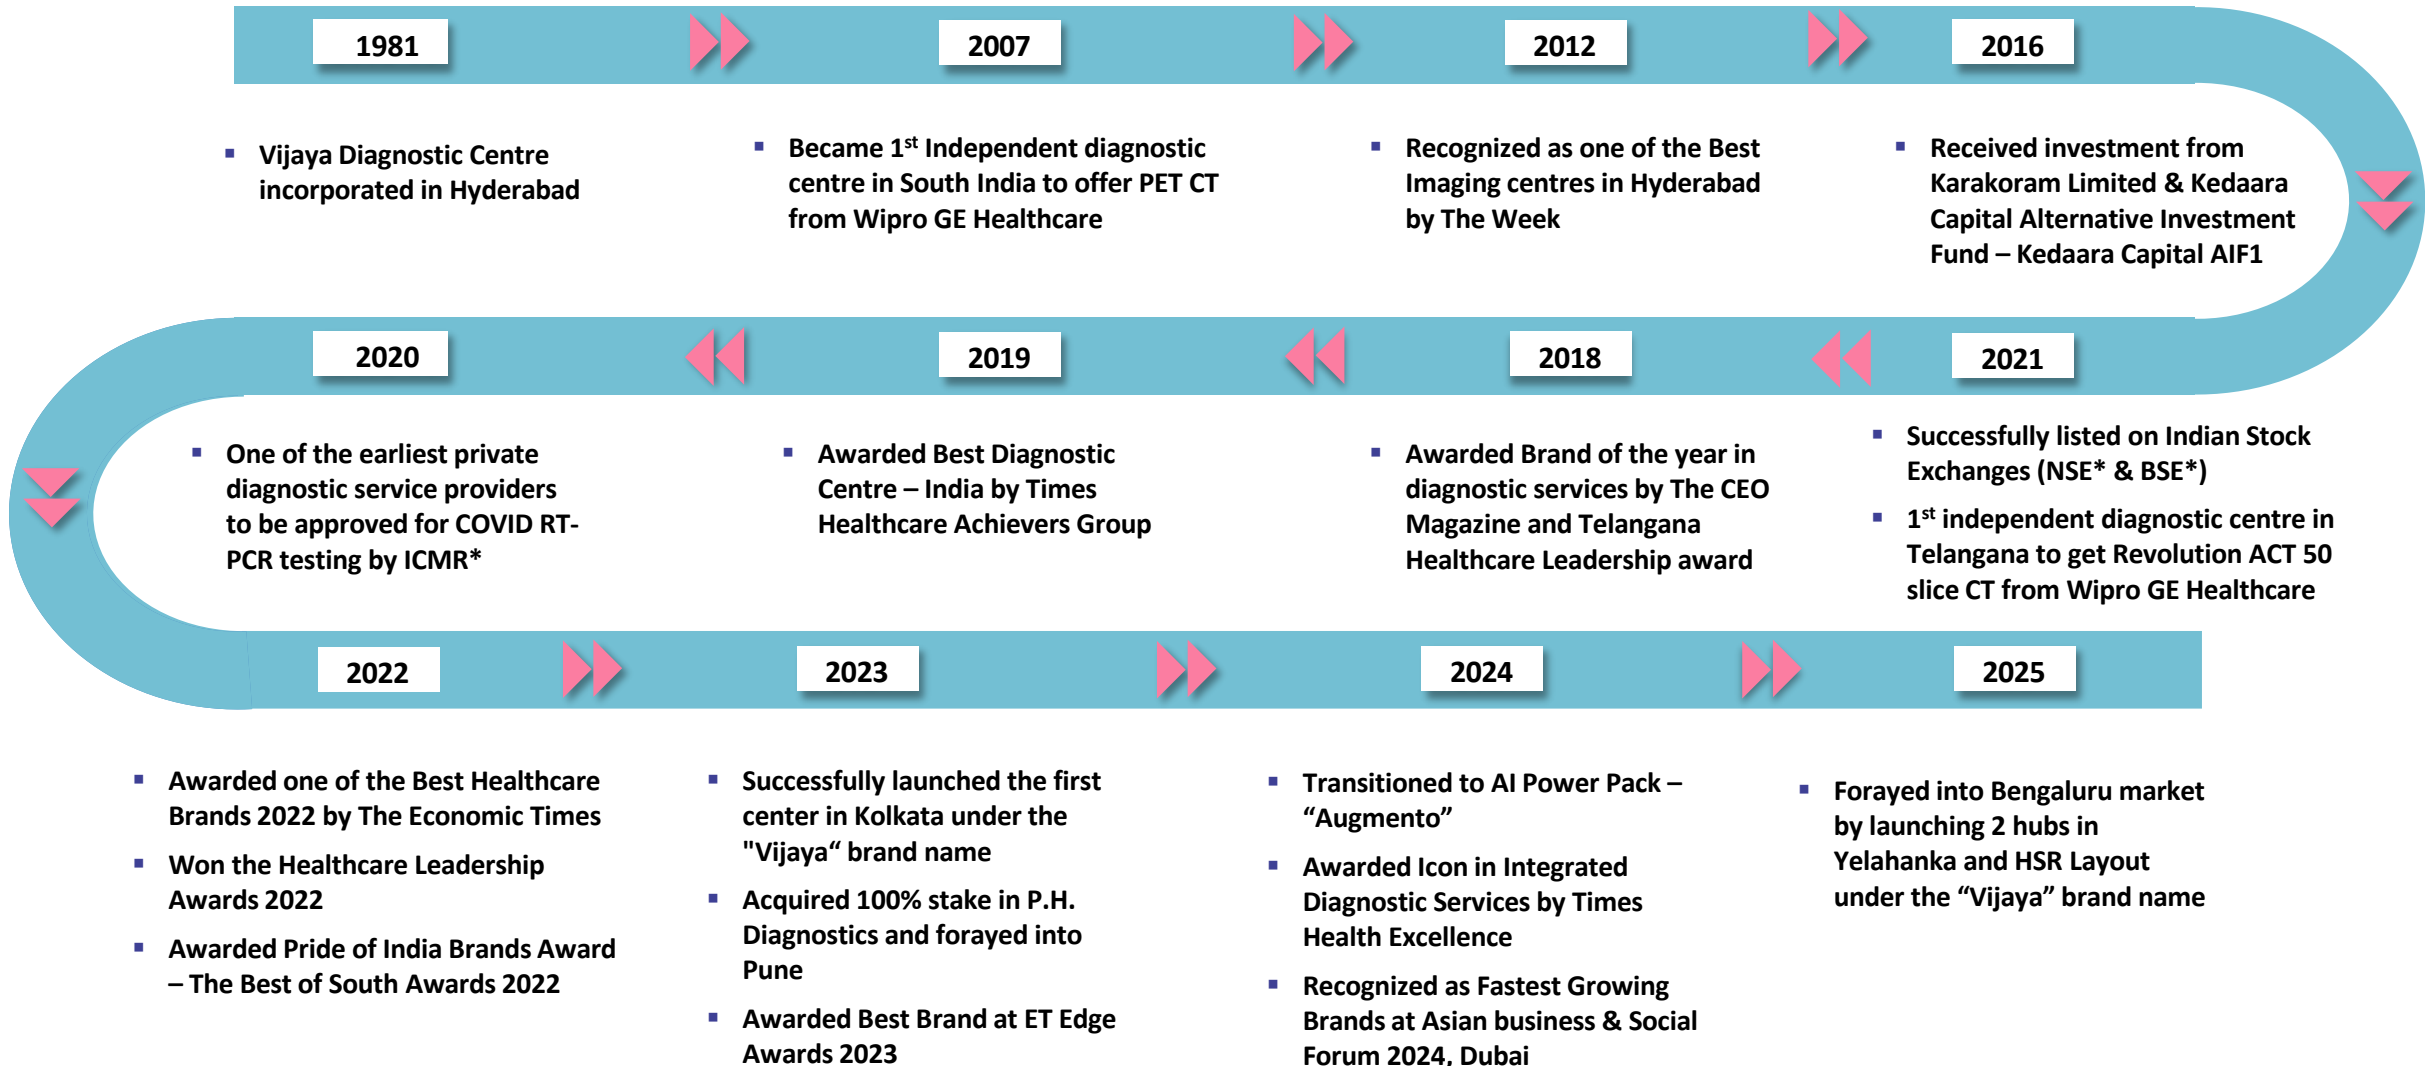 1981
2007
2012
2016
▪ Vijaya Diagnostic Centre
incorporated in Hyderabad
▪ Became 1st Independent diagnostic
centre in South India to offer PET CT
from Wipro GE Healthcare
▪ Recognized as one of the Best
Imaging centres in Hyderabad
by The Week
▪ Received investment from
Karakoram Limited & Kedaara
Capital Alternative Investment
Fund – Kedaara Capital AIF1
2020
2019
2018
2021
▪ One of the earliest private
diagnostic service providers
to be approved for COVID RT-
PCR testing by ICMR*
▪ Awarded Best Diagnostic
Centre – India by Times
Healthcare Achievers Group
▪ Awarded Brand of the year in
diagnostic services by The CEO
Magazine and Telangana
Healthcare Leadership award
▪ Successfully listed on Indian Stock
Exchanges (NSE* & BSE*)
▪ 1st independent diagnostic centre in
Telangana to get Revolution ACT 50
slice CT from Wipro GE Healthcare
2022
2023
2024
2025
▪ Awarded one of the Best Healthcare
Brands 2022 by The Economic Times
▪ Won the Healthcare Leadership
Awards 2022
▪ Awarded Pride of India Brands Award
– The Best of South Awards 2022
▪ Successfully launched the first
center in Kolkata under the
"Vijaya“ brand name
▪ Acquired 100% stake in P.H.
Diagnostics and forayed into
Pune
▪ Awarded Best Brand at ET Edge
Awards 2023
▪ Transitioned to AI Power Pack –
“Augmento”
▪ Awarded Icon in Integrated
Diagnostic Services by Times
Health Excellence
▪ Recognized as Fastest Growing
Brands at Asian business & Social
Forum 2024, Dubai
▪ Forayed into Bengaluru market
by launching 2 hubs in
Yelahanka and HSR Layout
under the “Vijaya” brand name